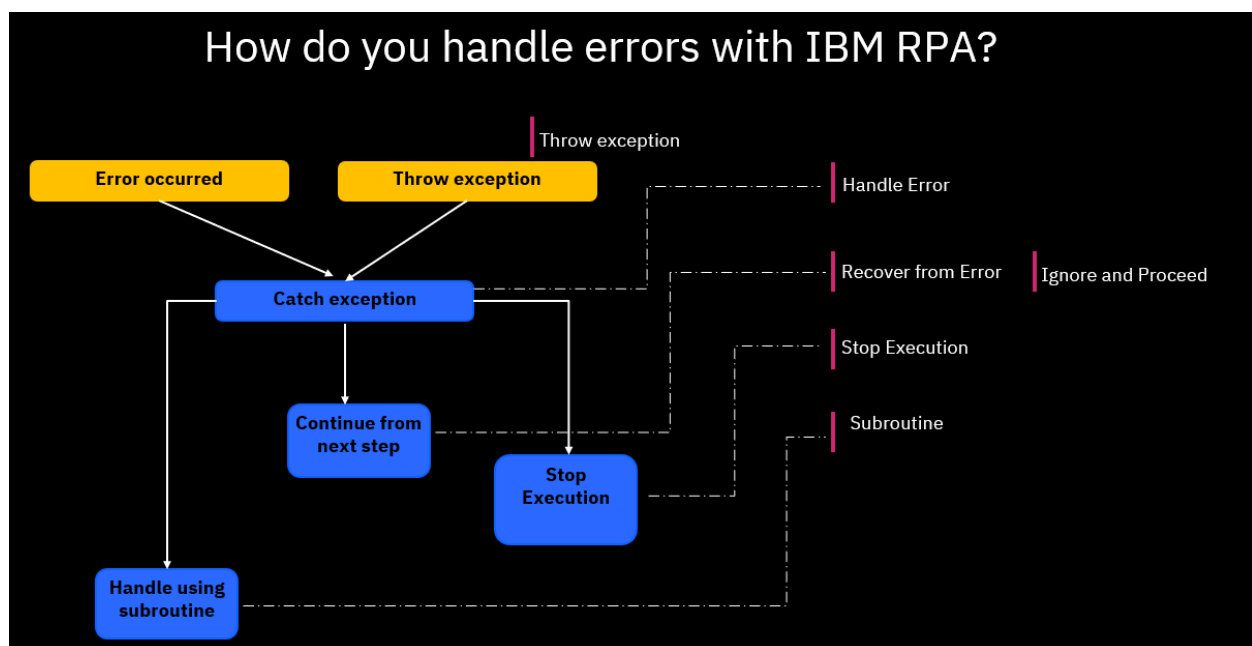 How do you handle errors with IBM RPA?
Throw exception
Error occurred
Throw exception
Handle Error
Recover from Error
Ignore and Proceed
Catch exception
Stop Execution
Continue from
next step
Subroutine
Stop
Execution
Handle using
subroutine